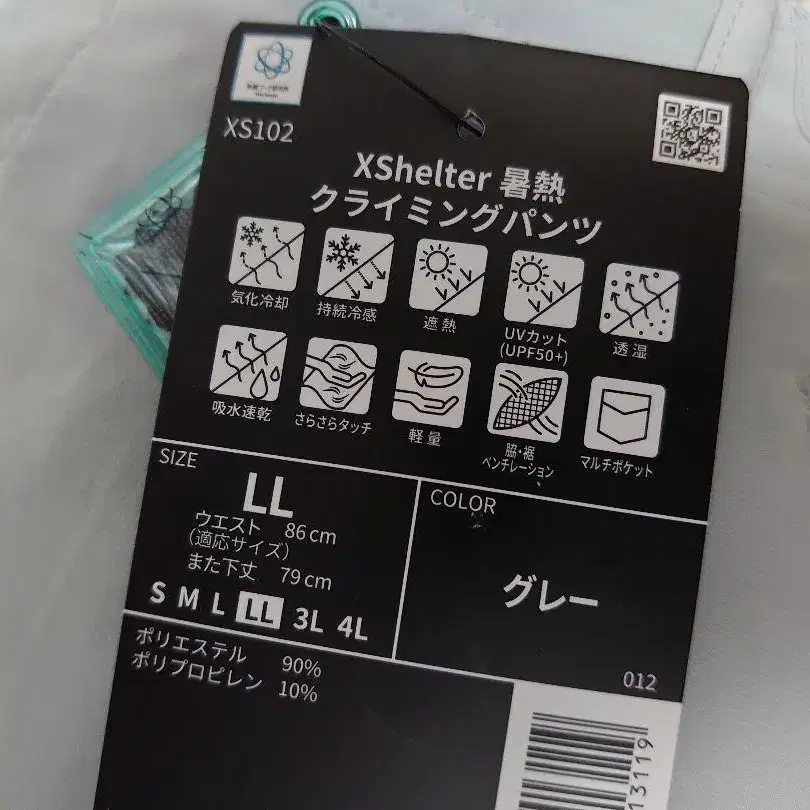 XS102
XShelter 暑熱
クライミングパンツ
気化冷却
持続冷感
遮熱
UVカット
(UPF50+)
透湿
吸水速乾
さらさらタッチ
軽量
脇・裾
ベンチレーション
マルチポケット
SIZE
LL
ウエスト 86cm
(適応サイズ)
また下丈 79cm
S M L LL 3L 4L
COLOR
グレー
012
ポリエステル 90%
ポリプロピレン 10%
13119